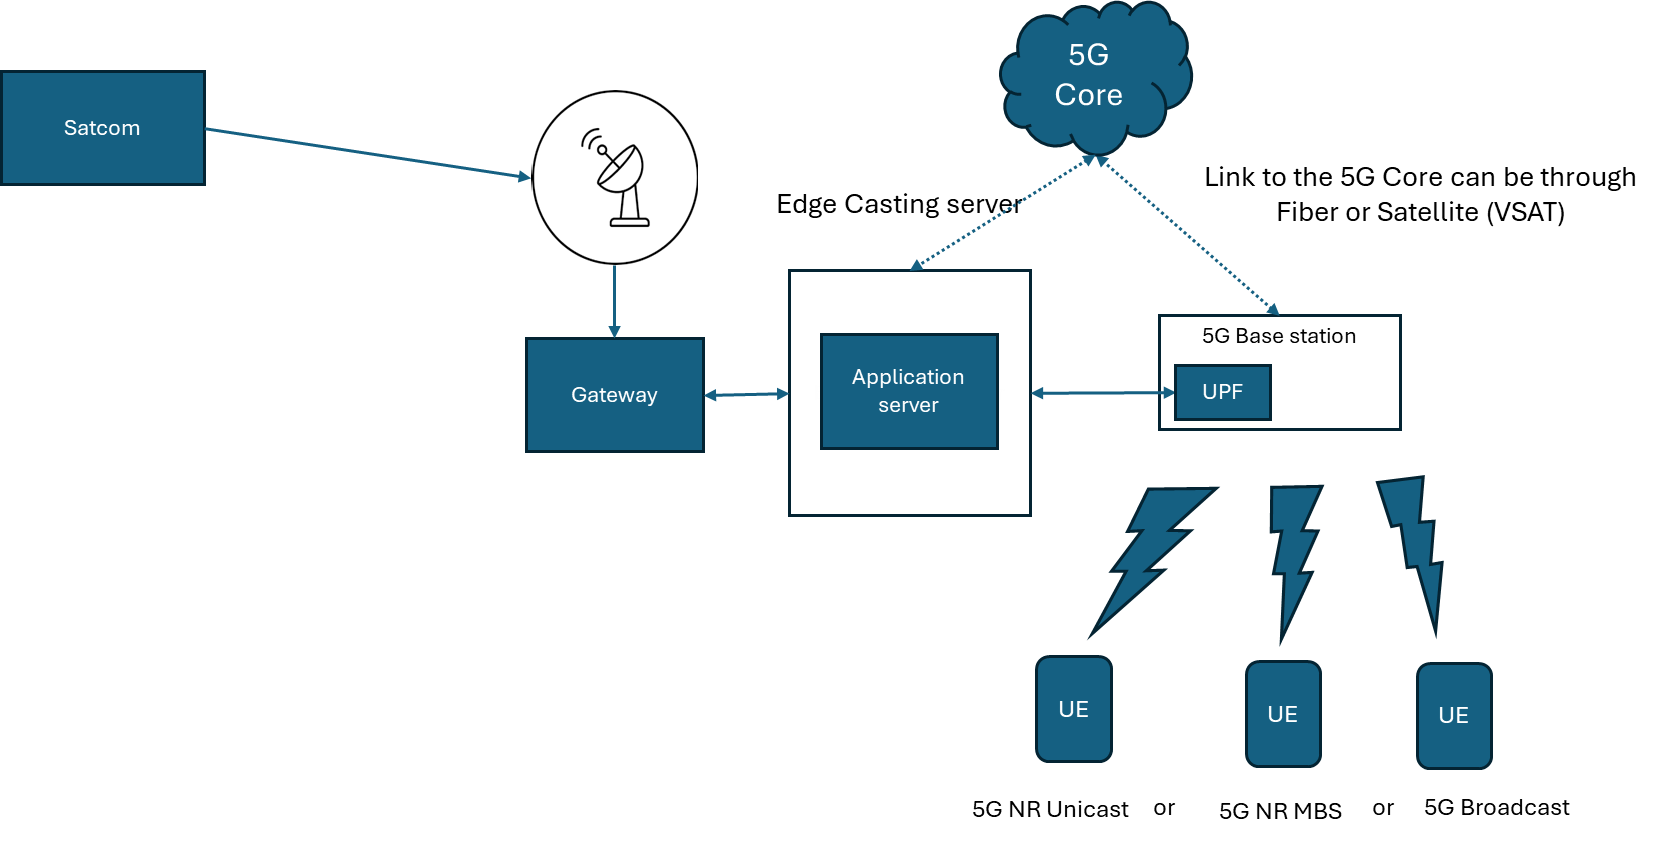 5G
Core
Satcom
Link to the 5G Core can be through
Fiber or Satellite (VSAT)
Edge Casting server
5G Base station
Application
server
UPF
Gateway
UE
UE
UE
5G NR Unicast or 5G NR MBS or 5G Broadcast